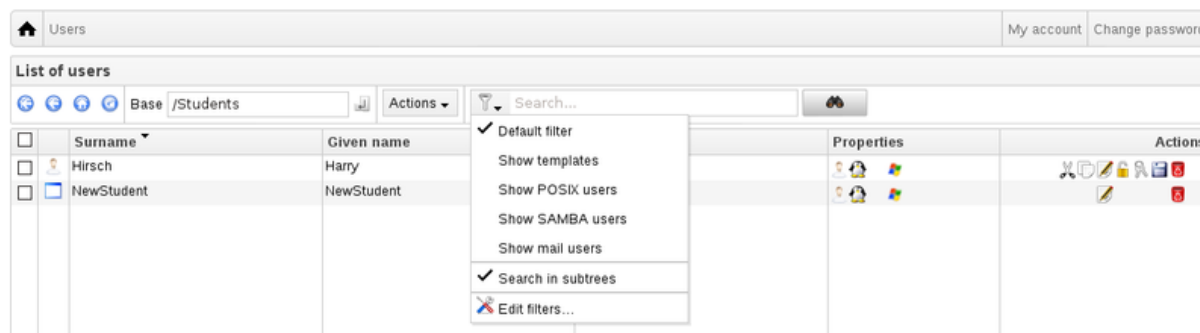 Users My account Change password
List of users
Base /Students Actions Search...
Surname Given name Properties Actions
Hirsch Harry
NewStudent NewStudent
Default filter
Show templates
Show POSIX users
Show SAMBA users
Show mail users
Search in subtrees
Edit filters...